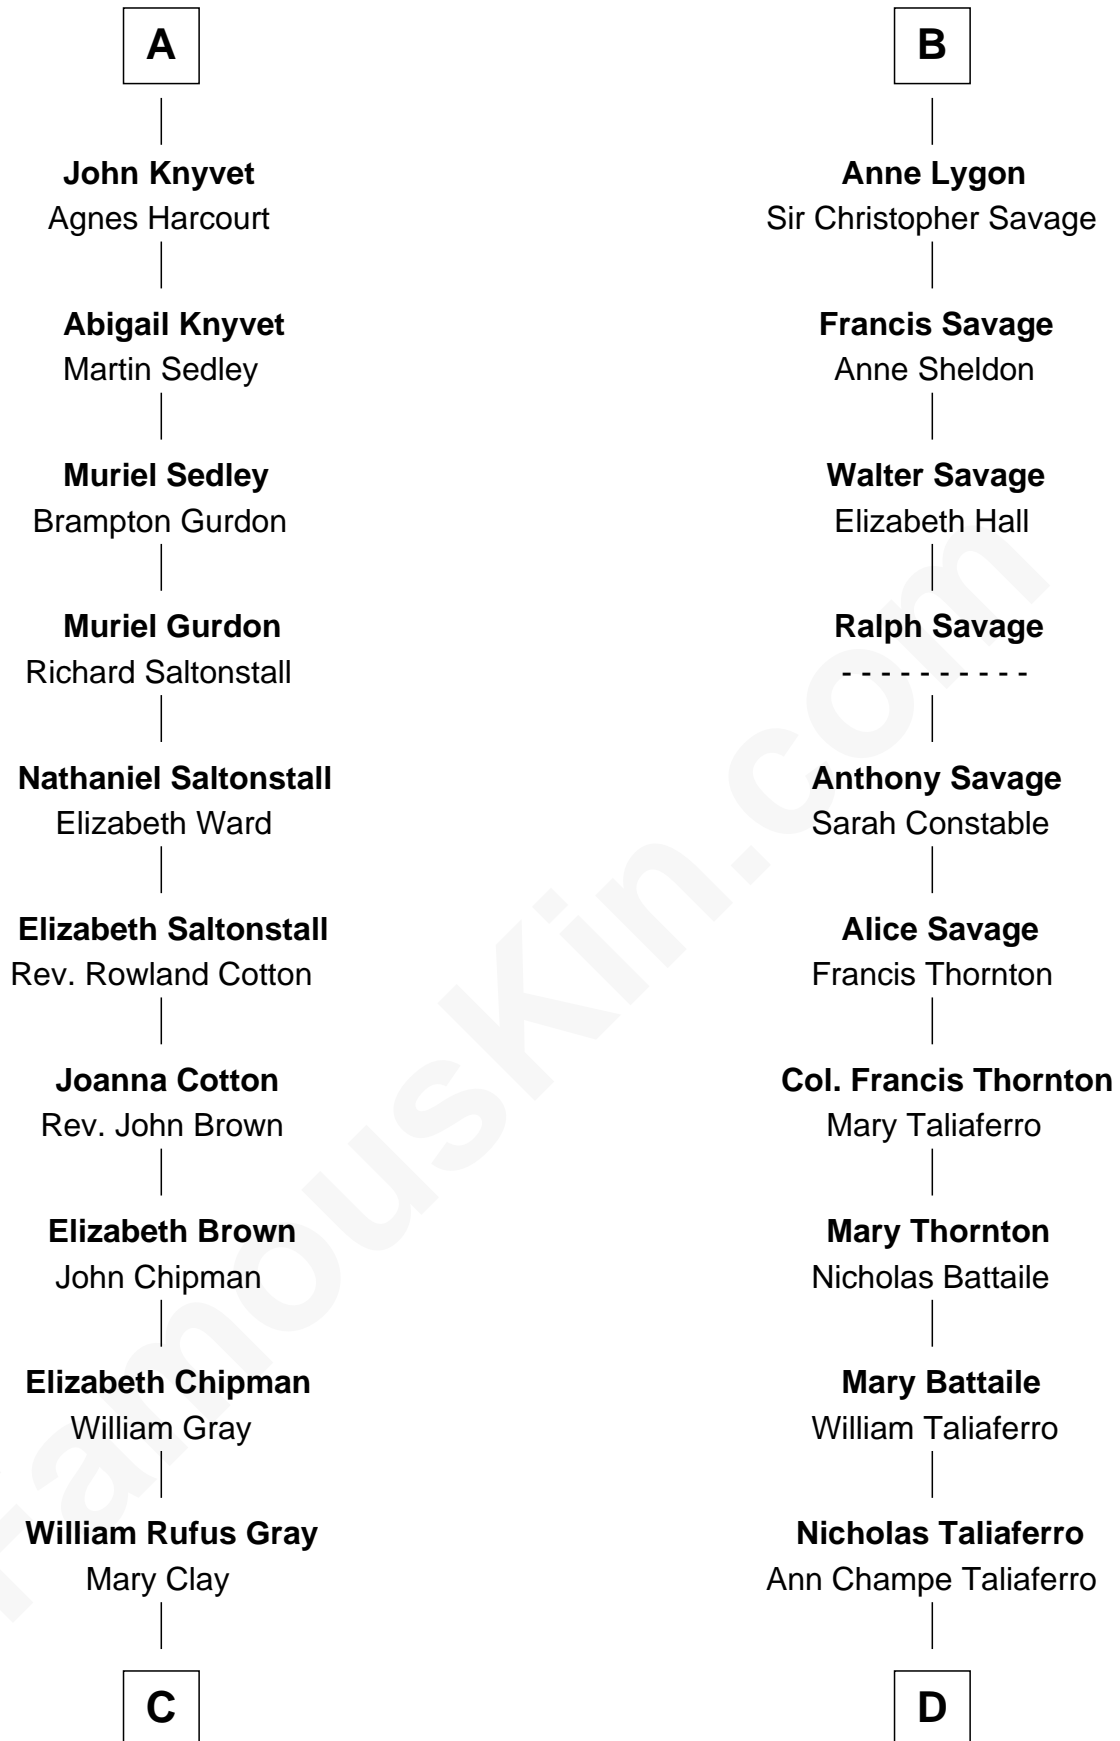 A
John Knyvet
Agnes Harcourt
Abigail Knyvet
Martin Sedley
Muriel Sedley
Brampton Gurdon
Muriel Gurdon
Richard Saltonstall
Nathaniel Saltonstall
Elizabeth Ward
Elizabeth Saltonstall
Rev. Rowland Cotton
Joanna Cotton
Rev. John Brown
Elizabeth Brown
John Chipman
Elizabeth Chipman
William Gray
William Rufus Gray
Mary Clay
C
B
Anne Lygon
Sir Christopher Savage
Francis Savage
Anne Sheldon
Walter Savage
Elizabeth Hall
Ralph Savage
- - - - - - - - - -
Anthony Savage
Sarah Constable
Alice Savage
Francis Thornton
Col. Francis Thornton
Mary Taliaferro
Mary Thornton
Nicholas Battaile
Mary Battaile
William Taliaferro
Nicholas Taliaferro
Ann Champe Taliaferro
D
FamousKin.com